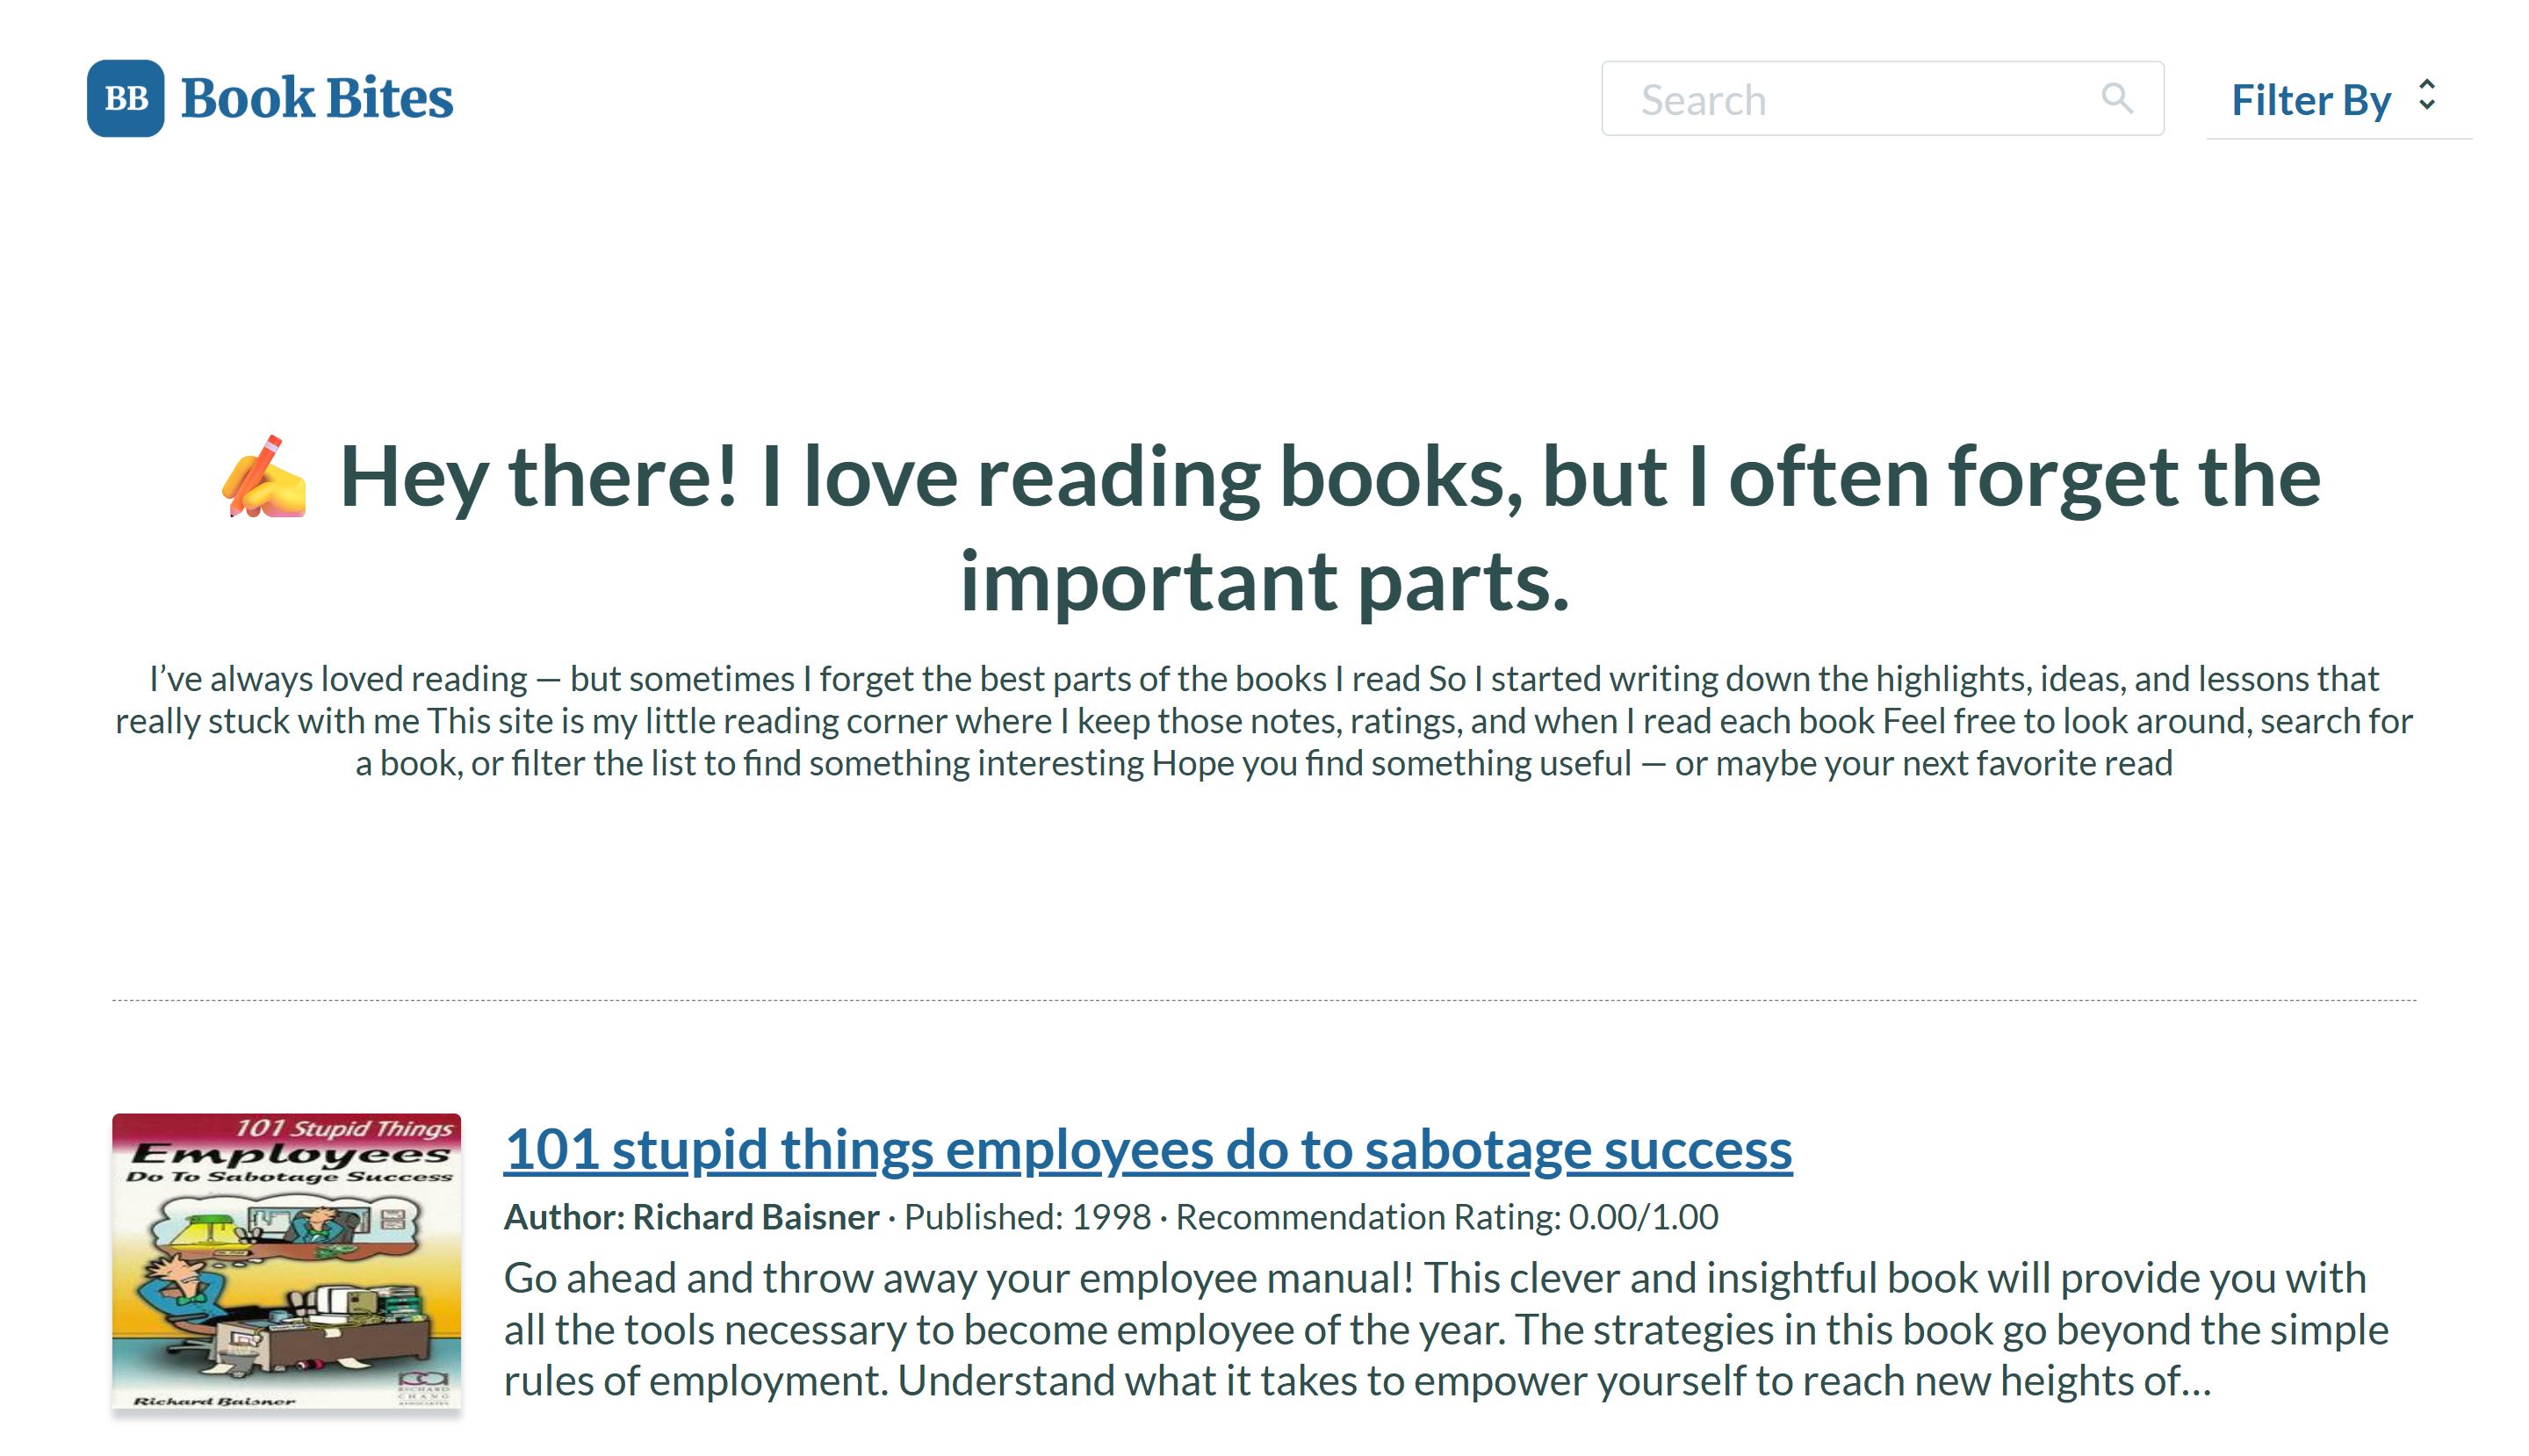 BB Book Bites
Search
Filter By
Hey there! I love reading books, but I often forget the
important parts.
I’ve always loved reading — but sometimes I forget the best parts of the books I read So I started writing down the highlights, ideas, and lessons that
really stuck with me This site is my little reading corner where I keep those notes, ratings, and when I read each book Feel free to look around, search for
a book, or filter the list to find something interesting Hope you find something useful — or maybe your next favorite read
101 Stupid Things
Employees
Do To Sabotage Success
Richard Baisner
RICHARD
CHANG
ASSOCIATES
101 stupid things employees do to sabotage success
Author: Richard Baisner · Published: 1998 · Recommendation Rating: 0.00/1.00
Go ahead and throw away your employee manual! This clever and insightful book will provide you with
all the tools necessary to become employee of the year. The strategies in this book go beyond the simple
rules of employment. Understand what it takes to empower yourself to reach new heights of...